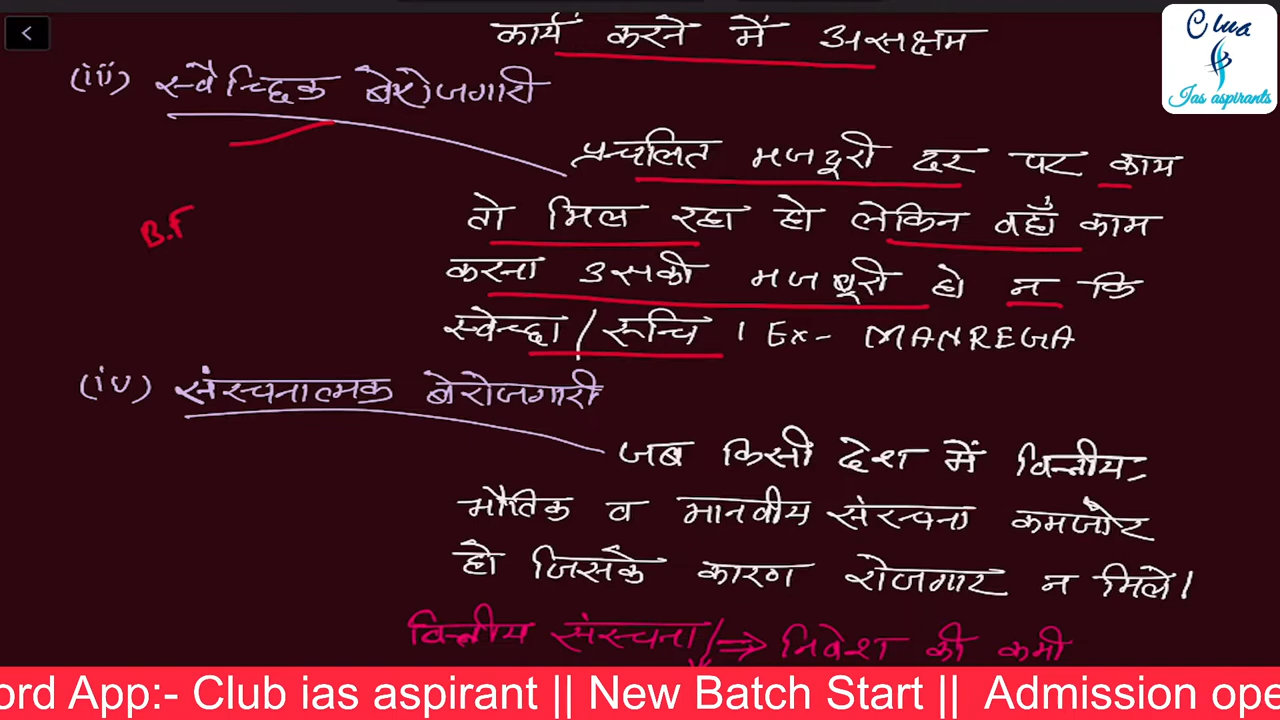 कार्य करने में असक्षम
(iii) स्वैच्छिक बेरोजगारी
प्रचलित मजदूरी दर पर काम
तो मिल रहा हो लेकिन वहाँ काम
करना उसकी मजबूरी हो न कि
स्वेच्छा/रूचि । Ex- MANREGA
B.F
(iv) संरचनात्मक बेरोजगारी
जब किसी देश में वित्तीय,
भौतिक व मानवीय संरचना कमजोर
हो जिसके कारण रोजगार न मिले।
वित्तीय संरचना/⇒ निवेश की कमी
Clua
Ias aspirants
ord App:- Club ias aspirant || New Batch Start || Admission ope